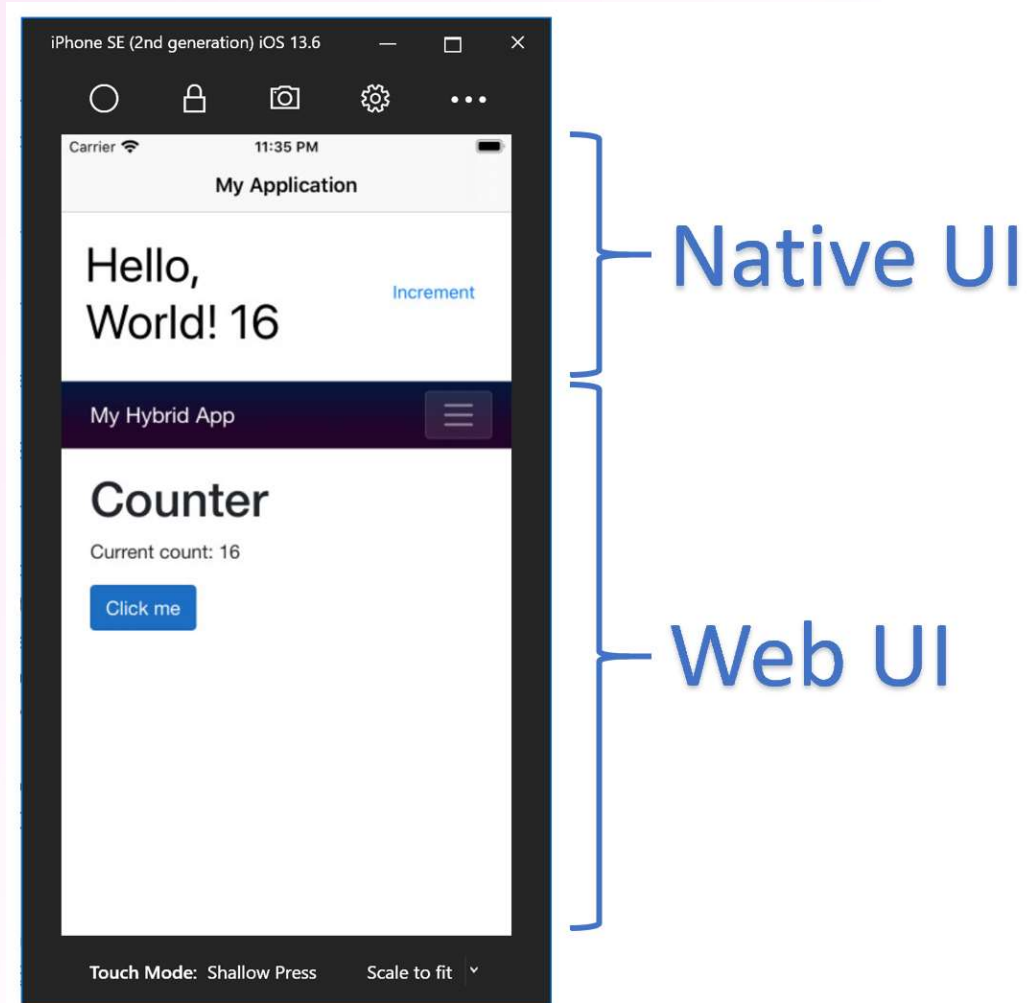 iPhone SE (2nd generation) iOS 13.6
Carrier 11:35 PM
My Application
Hello,
World! 16
Increment
My Hybrid App
Counter
Current count: 16
Click me
Touch Mode: Shallow Press Scale to fit
Native UI
Web UI